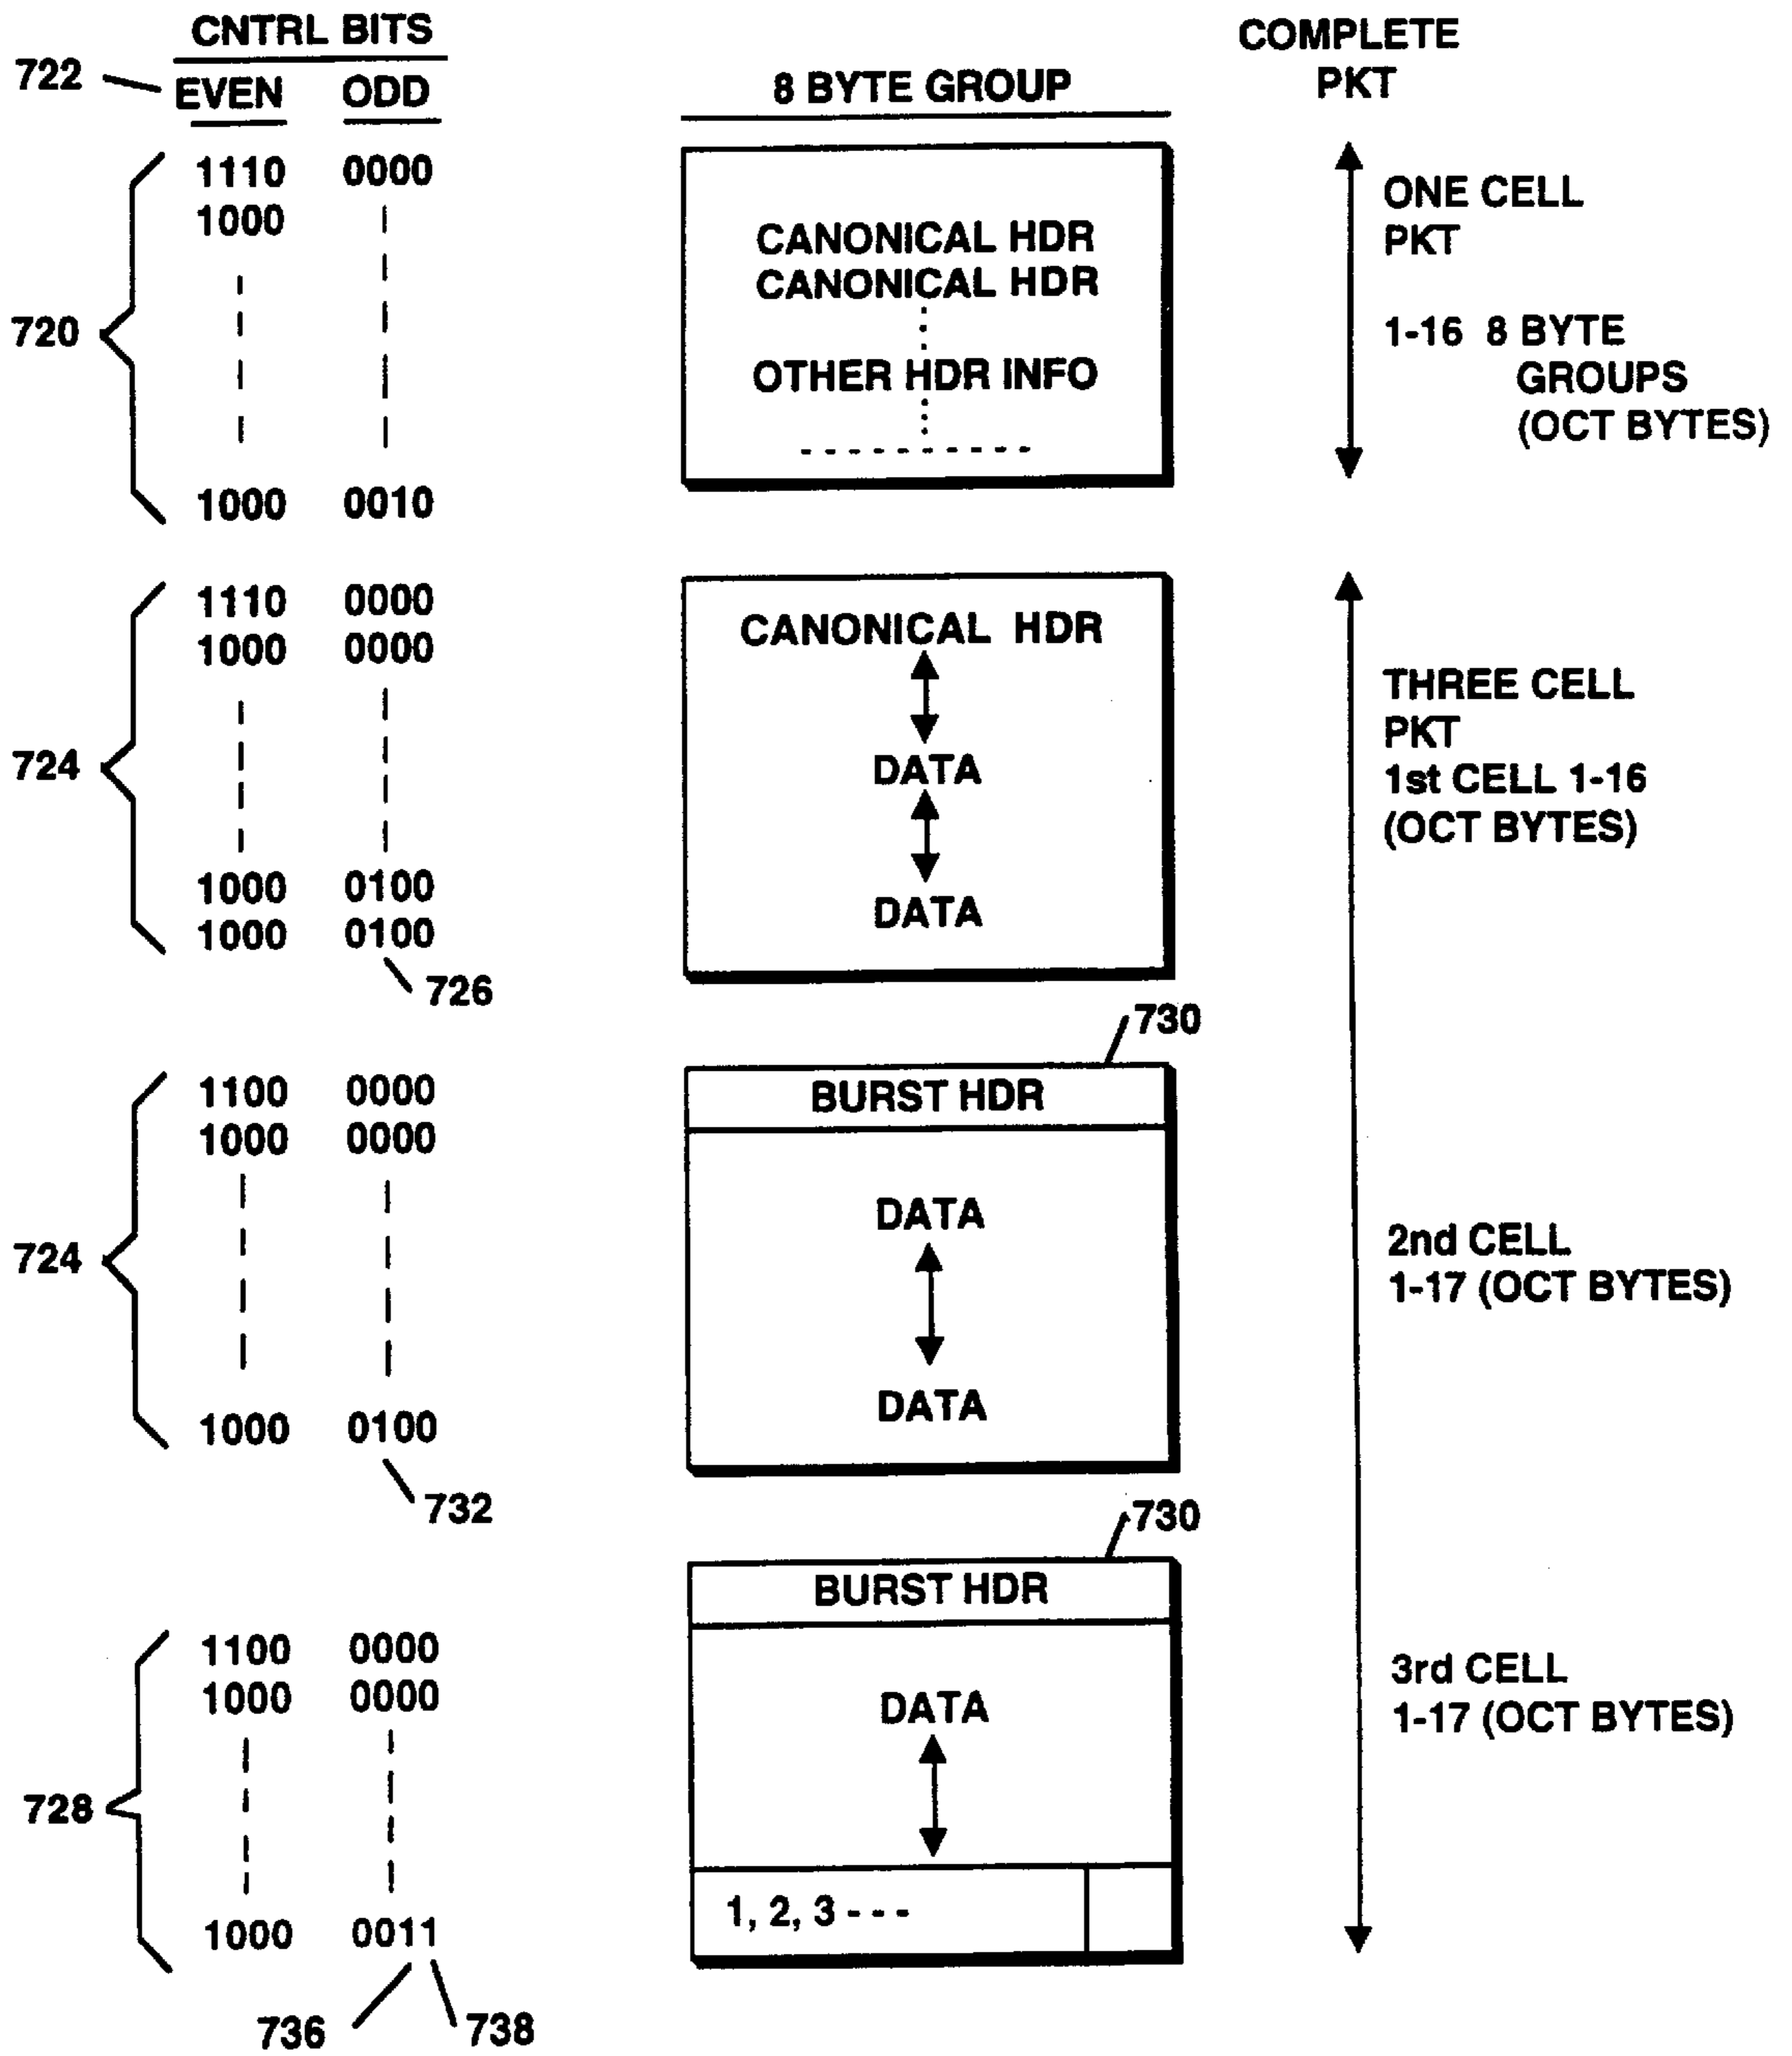 CNTRL BITS
722
EVEN ODD
8 BYTE GROUP
COMPLETE
PKT
1110 0000
1000
720
1000 0010
CANONICAL HDR
CANONICAL HDR
OTHER HDR INFO
ONE CELL
PKT
1-16 8 BYTE
GROUPS
(OCT BYTES)
1110 0000
1000 0000
724
1000 0100
1000 0100
726
CANONICAL HDR
DATA
DATA
THREE CELL
PKT
1st CELL 1-16
(OCT BYTES)
730
1100 0000
1000 0000
724
1000 0100
732
BURST HDR
DATA
DATA
2nd CELL
1-17 (OCT BYTES)
730
1100 0000
1000 0000
728
1000 0011
736 738
BURST HDR
DATA
1, 2, 3 - - -
3rd CELL
1-17 (OCT BYTES)